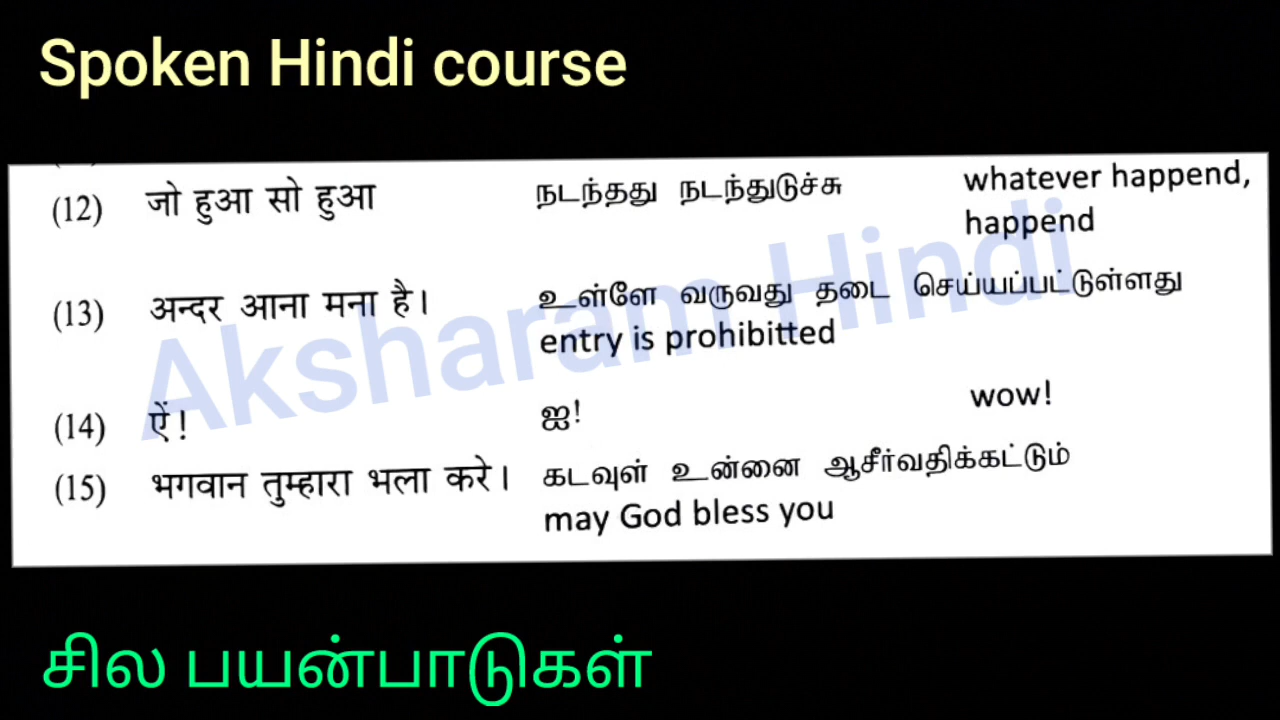 Spoken Hindi course
(12) जो हुआ सो हुआ நடந்தது நடந்துடுச்சு whatever happend,
happend
(13) अन्दर आना मना है। உள்ளே வருவது தடை செய்யப்பட்டுள்ளது
entry is prohibitted
(14) ऐं! ஐ! wow!
(15) भगवान तुम्हारा भला करे। கடவுள் உன்னை ஆசீர்வதிக்கட்டும்
may God bless you
Aksharam Hindi
சில பயன்பாடுகள்